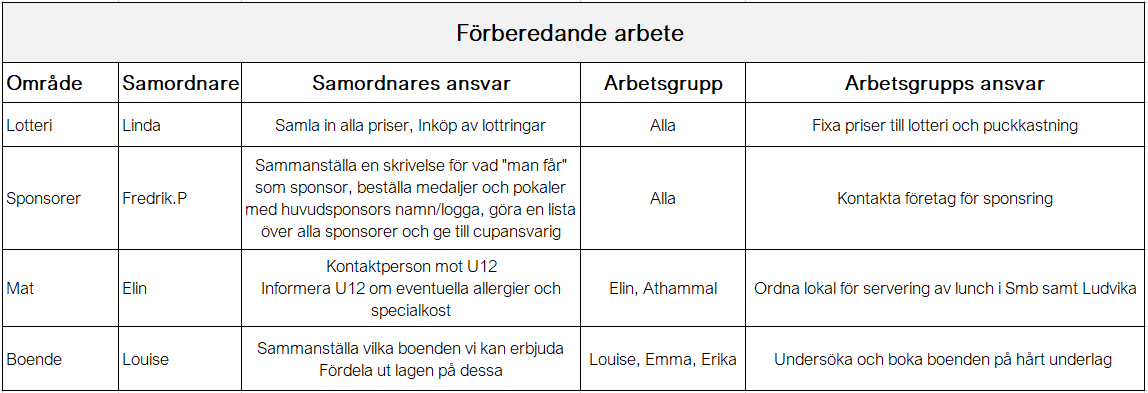 Förberedande arbete
Område Samordnare Samordnares ansvar Arbetsgrupp Arbetsgrupps ansvar
Lotteri Linda Samla in alla priser, Inköp av lottringar Alla Fixa priser till lotteri och puckkastning
Sammanställa en skrivelse för vad "man får"
som sponsor, beställa medaljer och pokaler
Sponsorer Fredrik.P Alla Kontakta företag för sponsring
med huvudsponsors namn/logga, göra en lista
över alla sponsorer och ge till cupansvarig
Kontaktperson mot U12
Mat Elin Informera U12 om eventuella allergier och Elin, Athammal Ordna lokal för servering av lunch i Smb samt Ludvika
specialkost
Sammanställa vilka boenden vi kan erbjuda
Boende Louise Louise, Emma, Erika Undersöka och boka boenden på hårt underlag
Fördela ut lagen på dessa